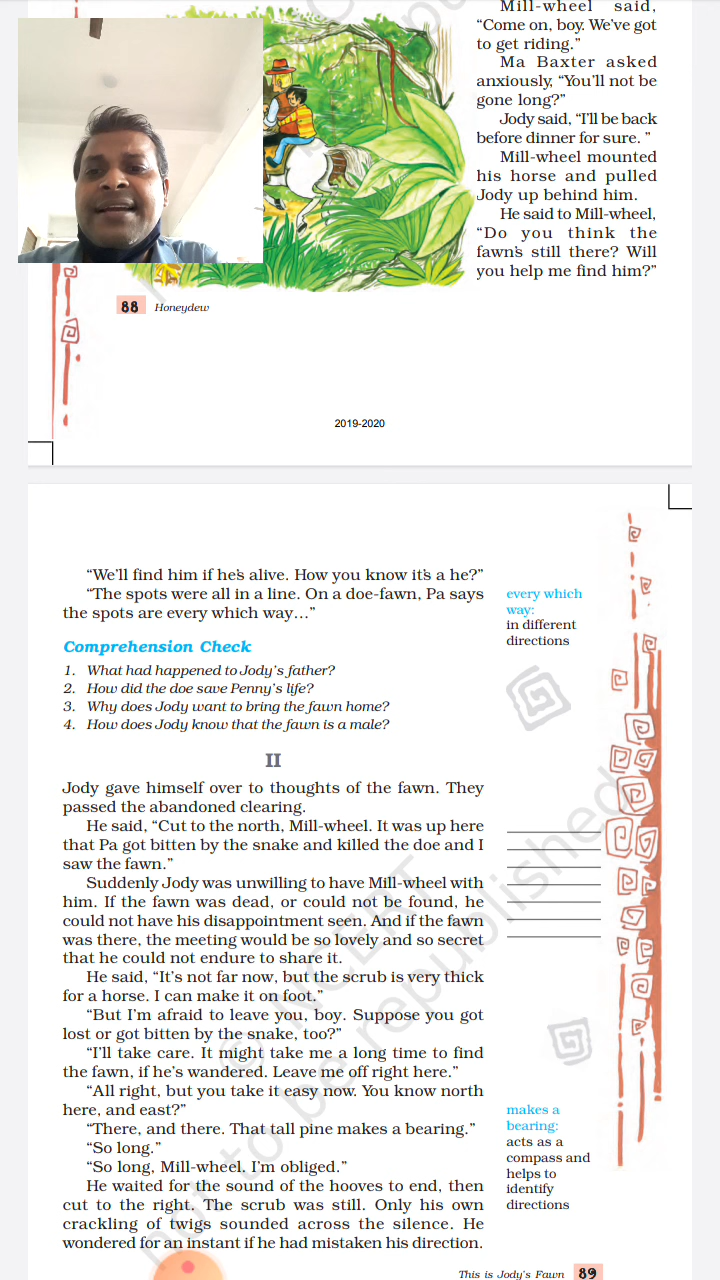 Mill-wheel said,
“Come on, boy. We’ve got
to get riding.”
Ma Baxter asked
anxiously, “You’ll not be
gone long?”
Jody said, “I’ll be back
before dinner for sure. ”
Mill-wheel mounted
his horse and pulled
Jody up behind him.
He said to Mill-wheel,
“Do you think the
fawn’s still there? Will
you help me find him?”
88 Honeydew
2019-2020
“We’ll find him if he’s alive. How you know it’s a he?”
“The spots were all in a line. On a doe-fawn, Pa says
the spots are every which way…”
every which
way:
in different
directions
Comprehension Check
1. What had happened to Jody’s father?
2. How did the doe save Penny’s life?
3. Why does Jody want to bring the fawn home?
4. How does Jody know that the fawn is a male?
II
Jody gave himself over to thoughts of the fawn. They
passed the abandoned clearing.
He said, “Cut to the north, Mill-wheel. It was up here
that Pa got bitten by the snake and killed the doe and I
saw the fawn.”
Suddenly Jody was unwilling to have Mill-wheel with
him. If the fawn was dead, or could not be found, he
could not have his disappointment seen. And if the fawn
was there, the meeting would be so lovely and so secret
that he could not endure to share it.
He said, “It’s not far now, but the scrub is very thick
for a horse. I can make it on foot.”
“But I’m afraid to leave you, boy. Suppose you got
lost or got bitten by the snake, too?”
“I’ll take care. It might take me a long time to find
the fawn, if he’s wandered. Leave me off right here.”
“All right, but you take it easy now. You know north
here, and east?”
“There, and there. That tall pine makes a bearing.”
“So long.”
“So long, Mill-wheel. I’m obliged.”
He waited for the sound of the hooves to end, then
cut to the right. The scrub was still. Only his own
crackling of twigs sounded across the silence. He
wondered for an instant if he had mistaken his direction.
makes a
bearing:
acts as a
compass and
helps to
identify
directions
© NCERT
not to be republished
This is Jody’s Fawn 89